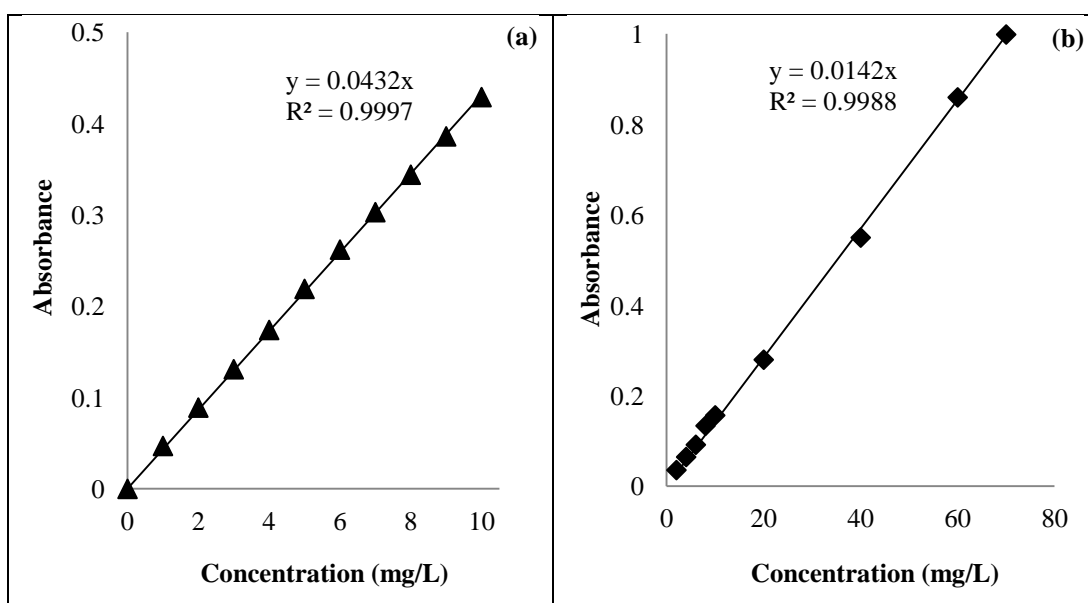 (a)
y = 0.0432x
R² = 0.9997
Absorbance
0.5
0.4
0.3
0.2
0.1
0
0 2 4 6 8 10
Concentration (mg/L)
(b)
y = 0.0142x
R² = 0.9988
Absorbance
1
0.8
0.6
0.4
0.2
0
0 20 40 60 80
Concentration (mg/L)